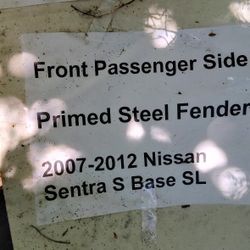 Front Passenger Side
Primed Steel Fender
2007-2012 Nissan
Sentra S Base SL